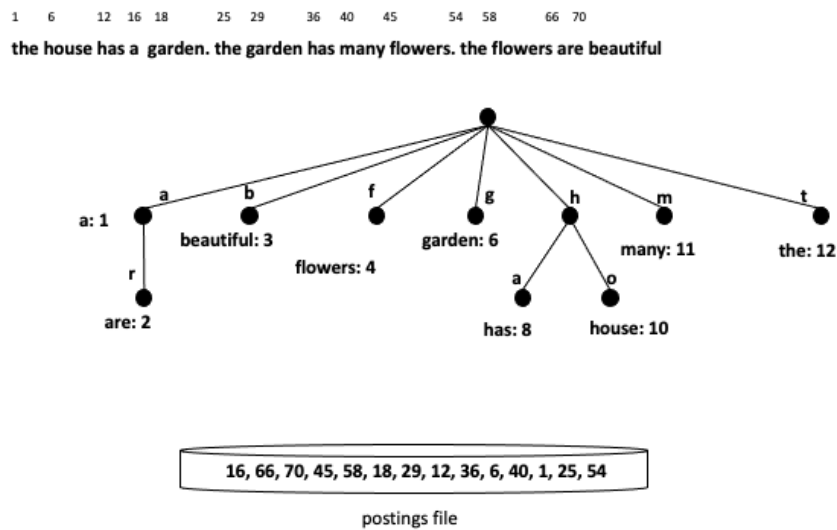 1 6 12 16 18 25 29 36 40 45 54 58 66 70
the house has a garden. the garden has many flowers. the flowers are beautiful
a b f g h m t
a: 1
beautiful: 3
flowers: 4
garden: 6
many: 11
the: 12
r a o
are: 2
has: 8
house: 10
16, 66, 70, 45, 58, 18, 29, 12, 36, 6, 40, 1, 25, 54
postings file